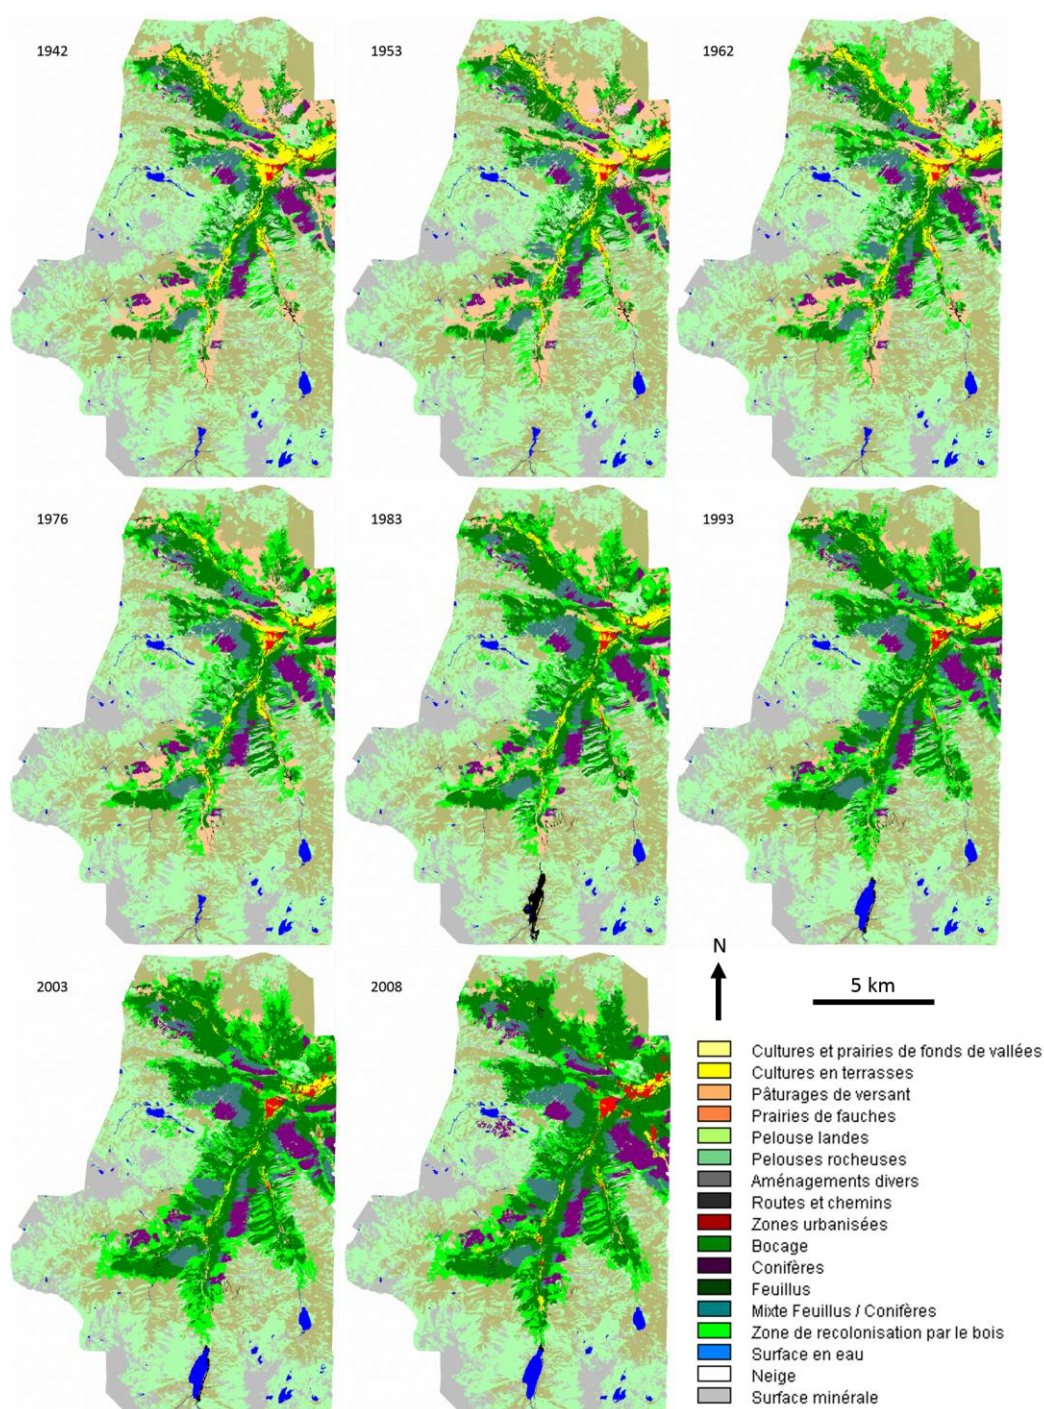 1942
1953
1962
1976
1983
1993
2003
2008
N
5 km
Cultures et prairies de fonds de vallées
Cultures en terrasses
Pâturages de versant
Prairies de fauches
Pelouse landes
Pelouses rocheuses
Aménagements divers
Routes et chemins
Zones urbanisées
Bocage
Conifères
Feuillus
Mixte Feuillus / Conifères
Zone de recolonisation par le bois
Surface en eau
Neige
Surface minérale